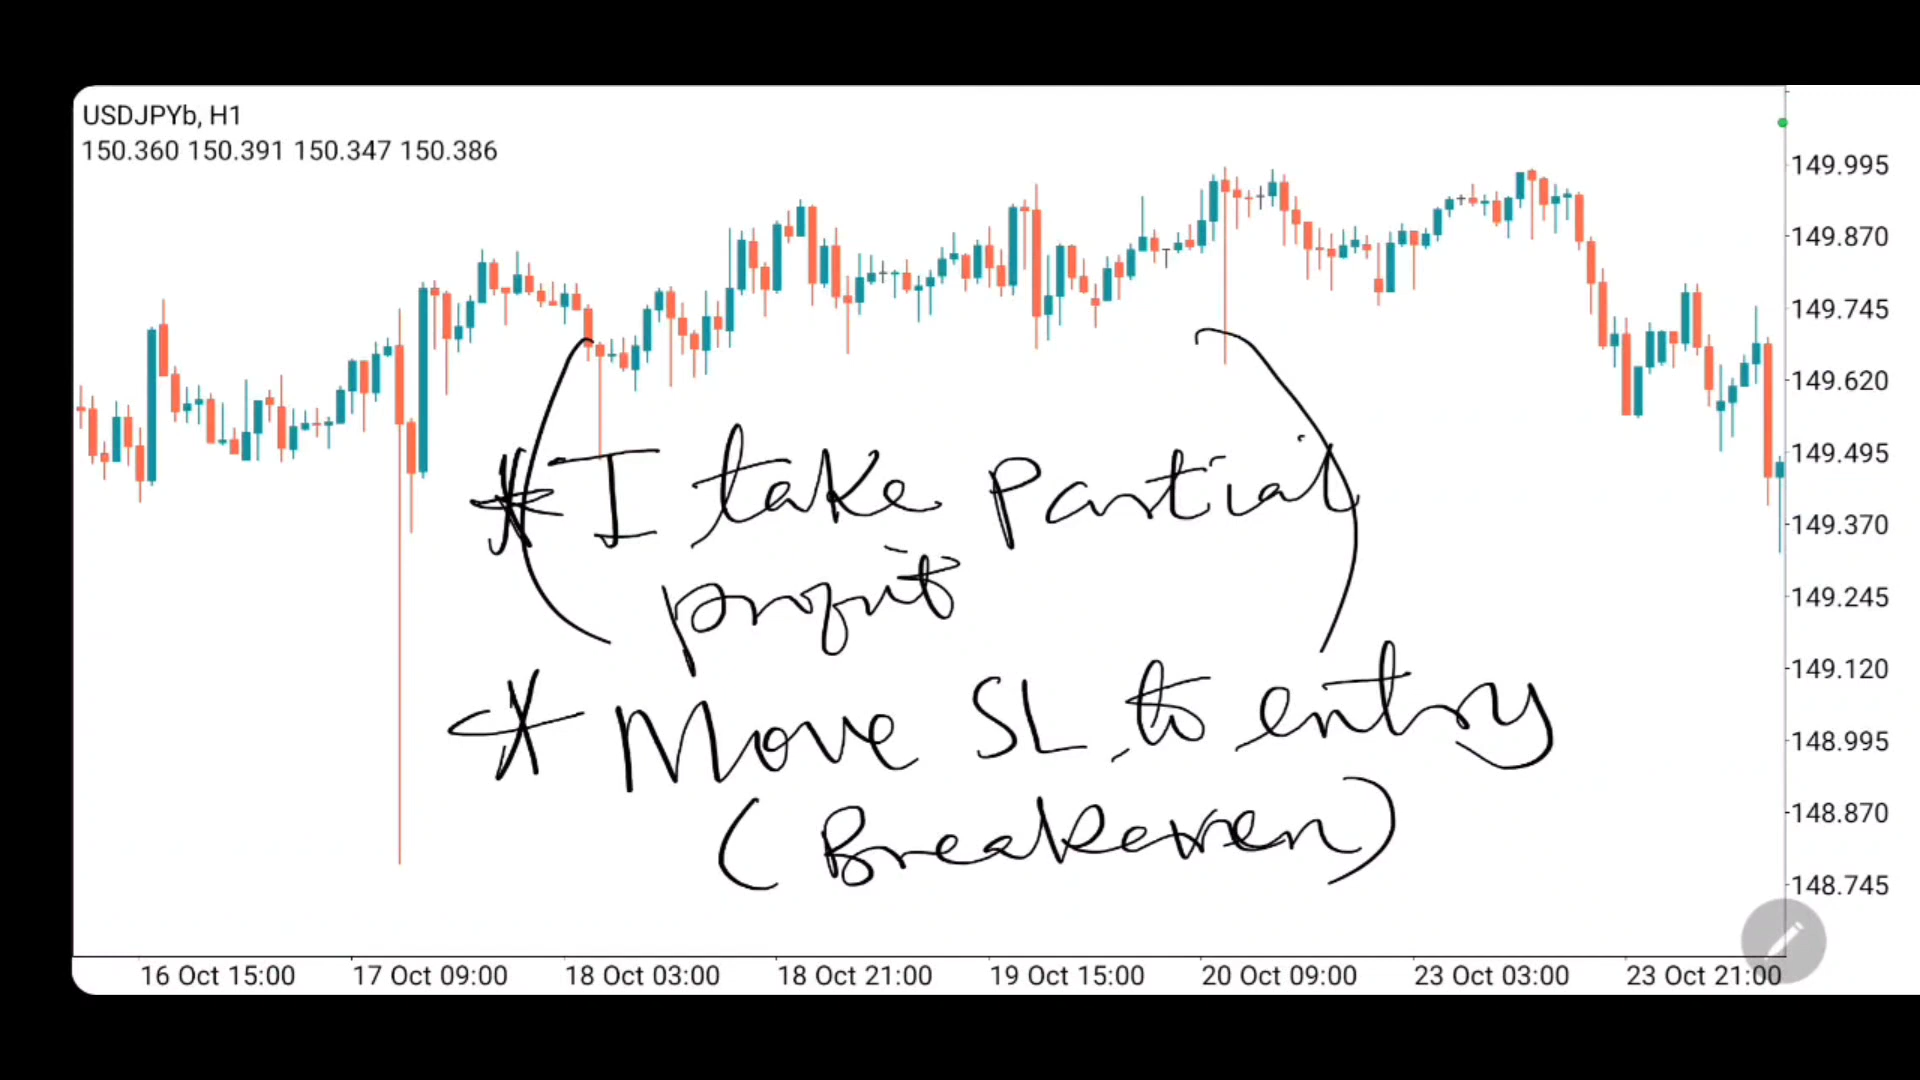 USDJPYb, H1
150.360 150.391 150.347 150.386
149.995
149.870
149.745
149.620
149.495
149.370
149.245
149.120
148.995
148.870
148.745
* I take Partial
profit
* Move SL to entry
(Breakeven)
16 Oct 15:00 17 Oct 09:00 18 Oct 03:00 18 Oct 21:00 19 Oct 15:00 20 Oct 09:00 23 Oct 03:00 23 Oct 21:00